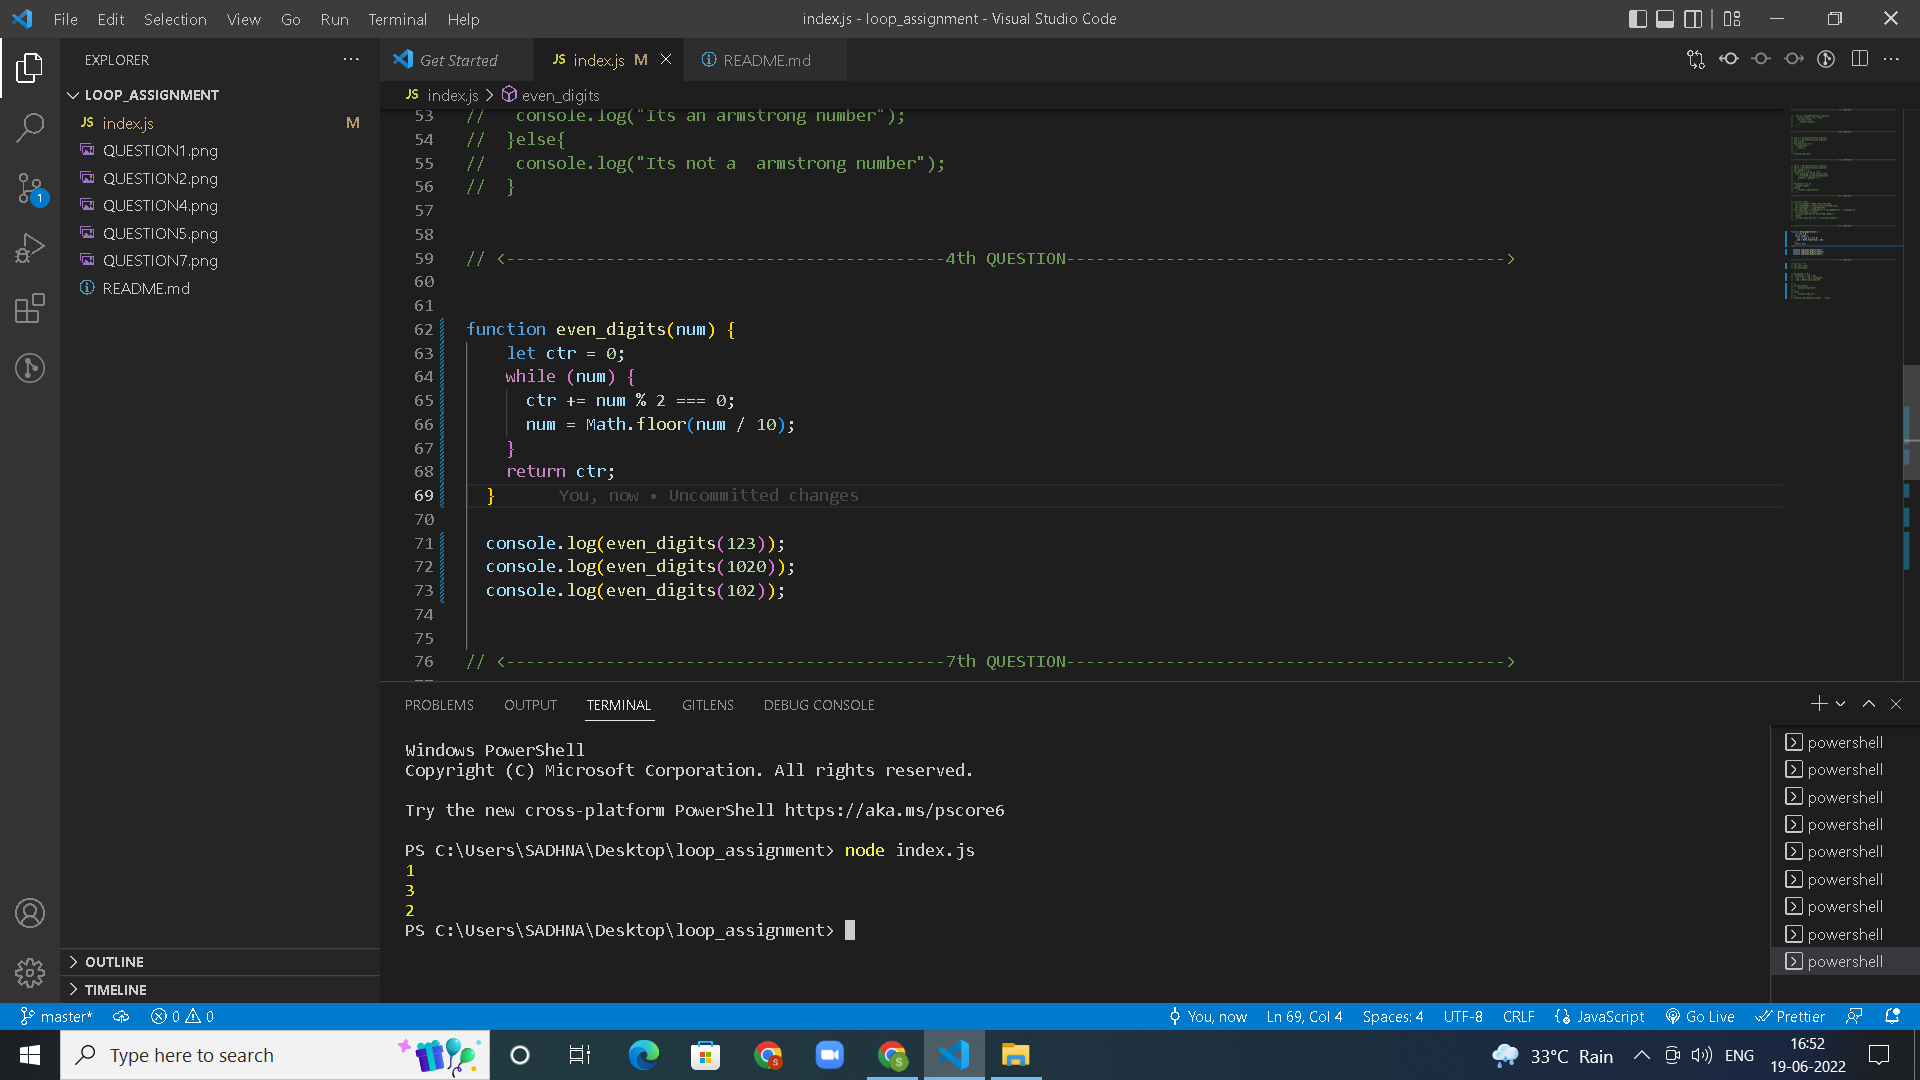 File Edit Selection View Go Run Terminal Help
index.js - loop_assignment - Visual Studio Code
EXPLORER
Get Started
JS index.js M
README.md
LOOP_ASSIGNMENT
JS index.js > even_digits
JS index.js M
QUESTION1.png
QUESTION2.png
QUESTION4.png
QUESTION5.png
QUESTION7.png
README.md
1
53 // console.log("Its an armstrong number");
54 // }else{
55 // console.log("Its not a  armstrong number");
56 // }
57
58
59 // <--------------------------------------------4th QUESTION-------------------------------------------->
60
61
62 function even_digits(num) {
63 let ctr = 0;
64 while (num) {
65 ctr += num % 2 === 0;
66 num = Math.floor(num / 10);
67 }
68 return ctr;
69 } You, now • Uncommitted changes
70
71 console.log(even_digits(123));
72 console.log(even_digits(1020));
73 console.log(even_digits(102));
74
75
76 // <--------------------------------------------7th QUESTION-------------------------------------------->
PROBLEMS OUTPUT TERMINAL GITLENS DEBUG CONSOLE
Windows PowerShell
Copyright (C) Microsoft Corporation. All rights reserved.
Try the new cross-platform PowerShell https://aka.ms/pscore6
PS C:\Users\SADHNA\Desktop\loop_assignment> node index.js
1
3
2
PS C:\Users\SADHNA\Desktop\loop_assignment>
powershell
powershell
powershell
powershell
powershell
powershell
powershell
powershell
powershell
OUTLINE
TIMELINE
master* 0 0
You, now Ln 69, Col 4 Spaces: 4 UTF-8 CRLF JavaScript Go Live Prettier
Type here to search
33°C Rain
ENG
16:52
19-06-2022